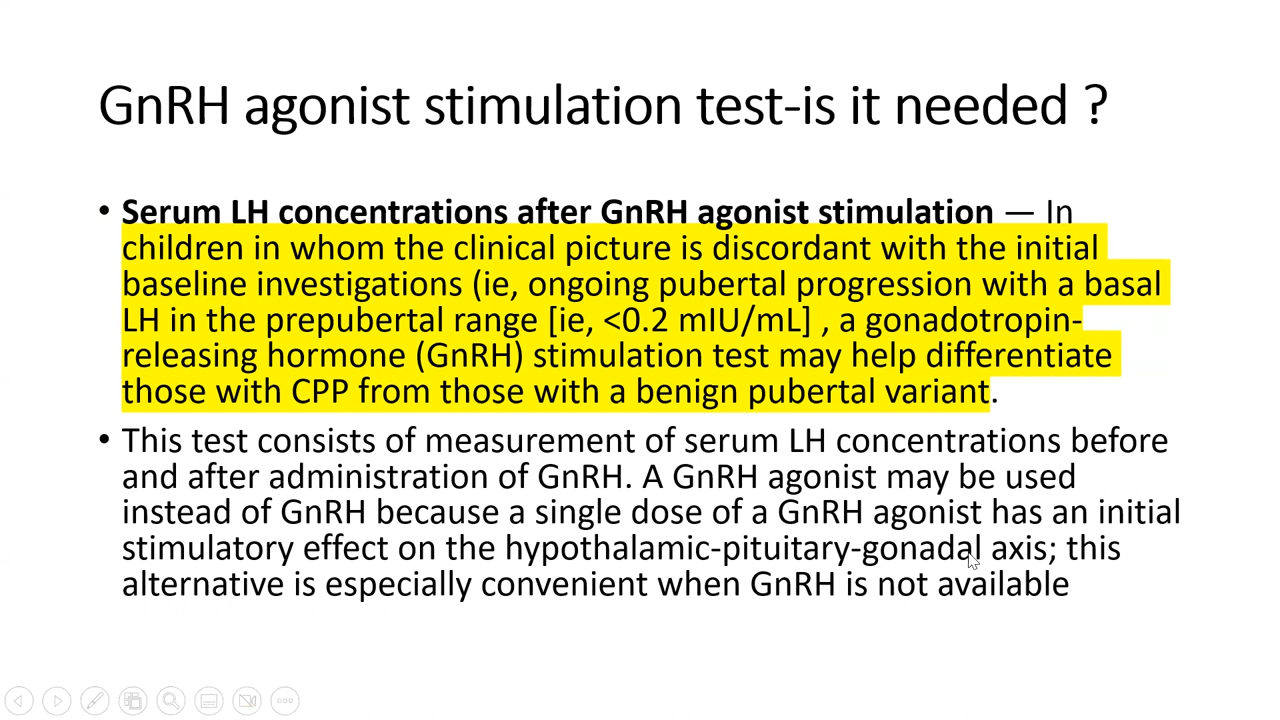 GnRH agonist stimulation test-is it needed ?
• Serum LH concentrations after GnRH agonist stimulation — In
children in whom the clinical picture is discordant with the initial
baseline investigations (ie, ongoing pubertal progression with a basal
LH in the prepubertal range [ie, <0.2 mIU/mL] , a gonadotropin-
releasing hormone (GnRH) stimulation test may help differentiate
those with CPP from those with a benign pubertal variant.
• This test consists of measurement of serum LH concentrations before
and after administration of GnRH. A GnRH agonist may be used
instead of GnRH because a single dose of a GnRH agonist has an initial
stimulatory effect on the hypothalamic-pituitary-gonadal axis; this
alternative is especially convenient when GnRH is not available